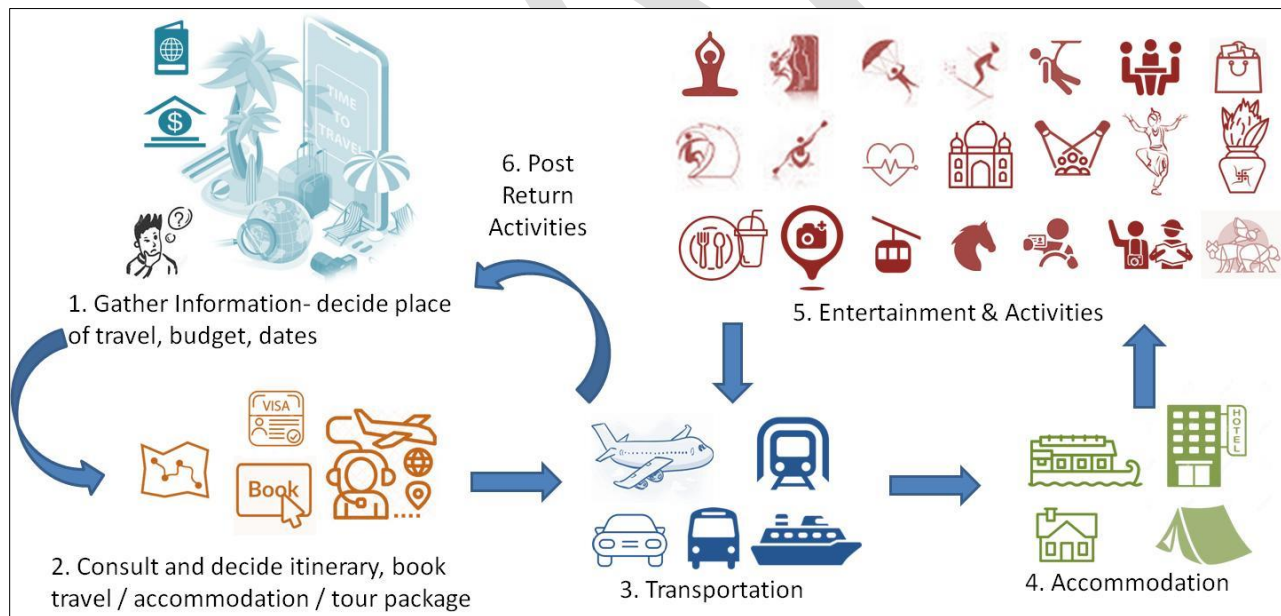 TIME
TO
TRAVEL
6. Post
Return
Activities
1. Gather Information- decide place
of travel, budget, dates
5. Entertainment & Activities
VISA
Book
HOTEL
2. Consult and decide itinerary, book
travel / accommodation / tour package
3. Transportation
4. Accommodation